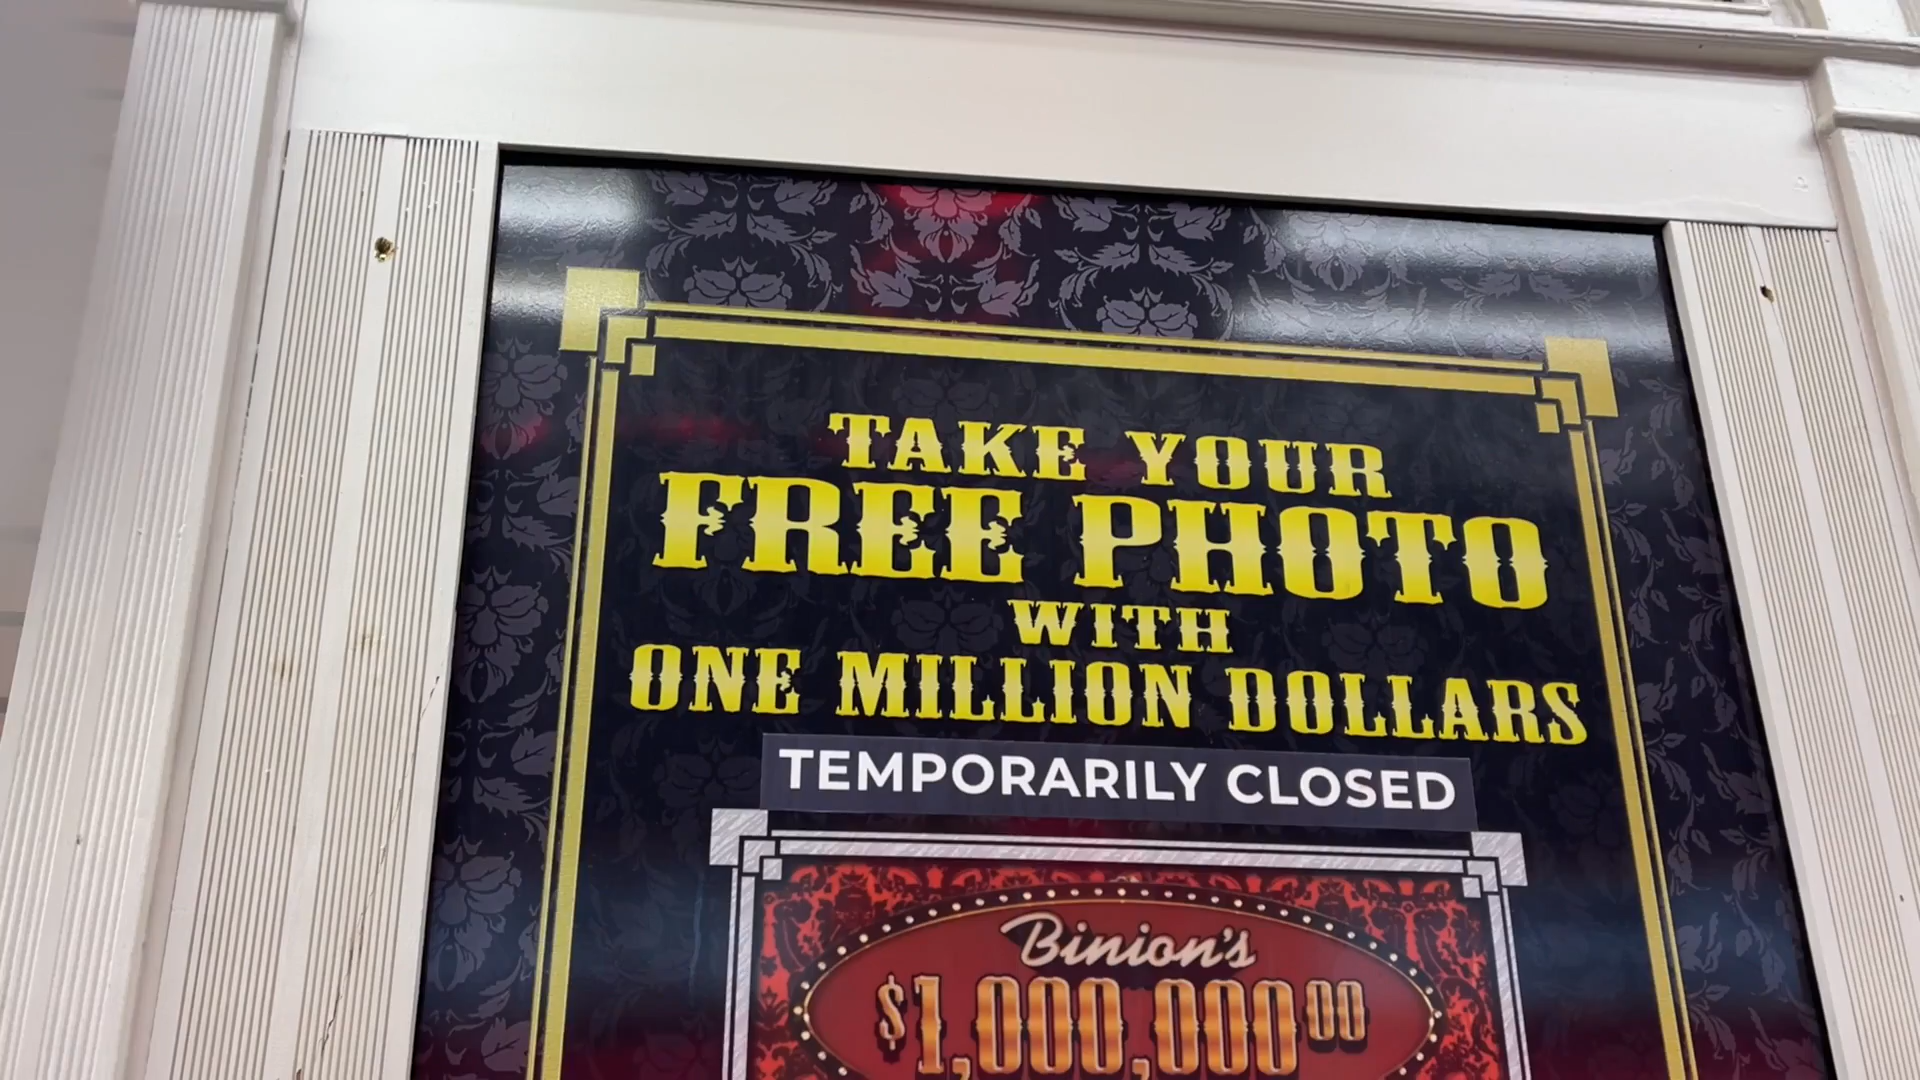 TAKE YOUR
FREE PHOTO
WITH
ONE MILLION DOLLARS
TEMPORARILY CLOSED
Binion's
$1,000,000.00